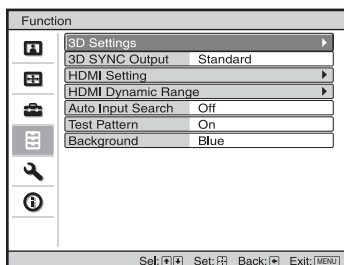 Function
3D Settings
3D SYNC Output Standard
HDMI Setting
HDMI Dynamic Range
Auto Input Search Off
Test Pattern On
Background Blue
Sel: Set: Back: Exit: MENU